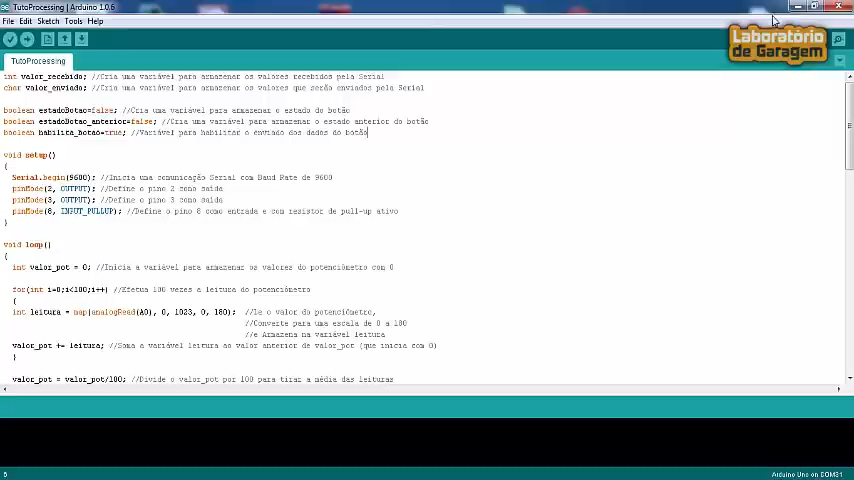 TutoProcessing | Arduino 1.0.6
File Edit Sketch Tools Help
Laboratório
de Garagem
TutoProcessing
int valor_recebido; //Cria uma variável para armazenar os valores recebidos pela Serial
char valor_enviado; //Cria uma variável para armazenar os valores que serão enviados pela Serial
boolean estadoBotao=false; //Cria uma variável para armazenar o estado do botão
boolean estadoBotao_anterior=false; //Cria uma variável para armazenar o estado anterior do botão
boolean habilita_botao=true; //Variável para habilitar o enviado dos dados do botão
void setup()
{
Serial.begin(9600); //Inicia uma comunicação Serial com Baud Rate de 9600
pinMode(2, OUTPUT); //Define o pino 2 como saída
pinMode(3, OUTPUT); //Define o pino 3 como saída
pinMode(8, INPUT_PULLUP); //Define o pino 8 como entrada e com resistor de pull-up ativo
}
void loop()
{
int valor_pot = 0; //Inicia a variável para armazenar os valores do potenciômetro com 0
for(int i=0;i<100;i++) //Efetua 100 vezes a leitura do potenciômetro
{
int leitura = map(analogRead(A0), 0, 1023, 0, 180); //le o valor do potenciômetro,
//Converte para uma escala de 0 a 180
//e Armazena na variável leitura
valor_pot += leitura; //Soma a variável leitura ao valor anterior de valor_pot (que inicia com 0)
}
valor_pot = valor_pot/100; //Divide o valor_pot por 100 para tirar a média das leituras
6
Arduino Uno on COM31